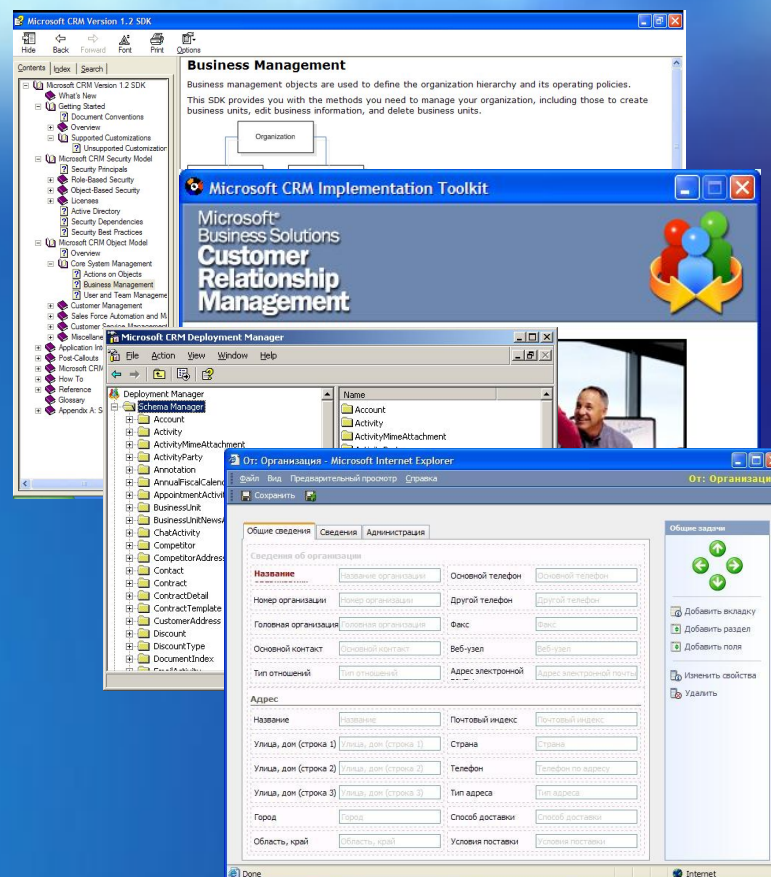 Microsoft CRM Version 1.2 SDK
Hide Back Forward Font Print Options
Contents Index Search
Microsoft CRM Version 1.2 SDK
What's New
Getting Started
Document Conventions
Overview
Supported Customizations
Unsupported Customization
Microsoft CRM Security Model
Security Principals
Role-Based Security
Object-Based Security
Licenses
Active Directory
Security Dependencies
Security Best Practices
Microsoft CRM Object Model
Overview
Core System Management
Actions on Objects
Business Management
User and Team Manageme
Customer Management
Sales Force Automation and M
Customer Service Management
Miscellane
Application Int
Post-Callouts
Microsoft CRM
How To
Reference
Glossary
Appendix A: S
Business Management
Business management objects are used to define the organization hierarchy and its operating policies.
This SDK provides you with the methods you need to manage your organization, including those to create
business units, edit business information, and delete business units.
Organization
Microsoft CRM Implementation Toolkit
Microsoft®
Business Solutions
Customer
Relationship
Management
Microsoft CRM Deployment Manager
File Action View Window Help
Deployment Manager
Schema Manager
Account
Activity
ActivityMimeAttachment
ActivityParty
Annotation
AnnualFiscalCalend
AppointmentActivit
BusinessUnit
BusinessUnitNewsA
ChatActivity
Competitor
CompetitorAddress
Contact
Contract
ContractDetail
ContractTemplate
CustomerAddress
Discount
DiscountType
DocumentIndex
EmailActivity
Name
Account
Activity
ActivityMimeAttachment
От: Организация - Microsoft Internet Explorer
Файл Вид Предварительный просмотр Справка
От: Организаци
Сохранить
Общие сведения Сведения Администрация
Сведения об организации
Название Название организации Основной телефон Основной телефон
Номер организации Номер организации Другой телефон Другой телефон
Головная организация Головная организация Факс Факс
Основной контакт Основной контакт Веб-узел Веб-узел
Тип отношений Тип отношений Адрес электронной Адрес электронной почты
Адрес
Название Название Почтовый индекс Почтовый индекс
Улица, дом (строка 1) Улица, дом (строка 1) Страна Страна
Улица, дом (строка 2) Улица, дом (строка 2) Телефон Телефон по адресу
Улица, дом (строка 3) Улица, дом (строка 3) Тип адреса Тип адреса
Город Город Способ доставки Способ доставки
Область, край Область, край Условия поставки Условия поставки
Общие задачи
Добавить вкладку
Добавить раздел
Добавить поля
Изменить свойства
Удалить
Done Internet